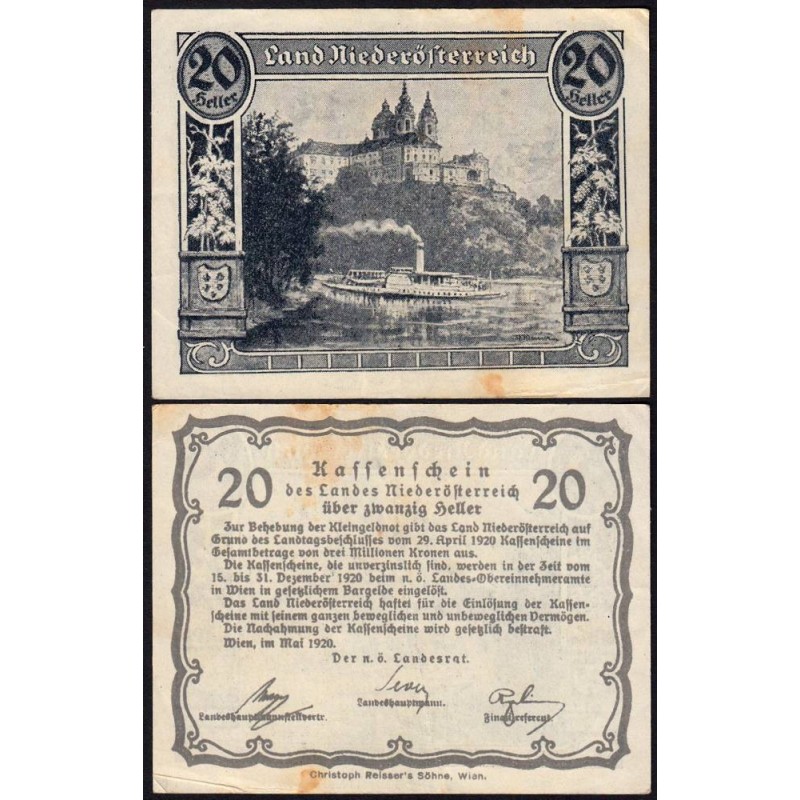 20 Land Niederösterreich 20
Heller Heller
Kassenschein
20 des Landes Niederösterreich 20
über zwanzig Heller
Zur Behebung der Kleingeldnot gibt das Land Niederösterreich auf
Grund des Landtagsbeschlusses vom 29. April 1920 Kassenscheine im
Gesamtbetrage von drei Millionen Kronen aus.
Die Kassenscheine, die unverzinslich sind, werden in der Zeit vom
15. bis 31. Dezember 1920 beim n. ö. Landes-Obereinnehmeramte
in Wien in gesetzlichem Bargelde eingelöst.
Das Land Niederösterreich haftet für die Einlösung der Kassen-
scheine mit seinem ganzen beweglichen und unbeweglichen Vermögen.
Die Nachahmung der Kassenscheine wird gesetzlich bestraft.
Wien, im Mai 1920.
Der n. ö. Landesrat.
Landeshauptmannstellvertr.
Landeshauptmann.
Finanzreferent.
Christoph Reisser's Söhne, Wien.